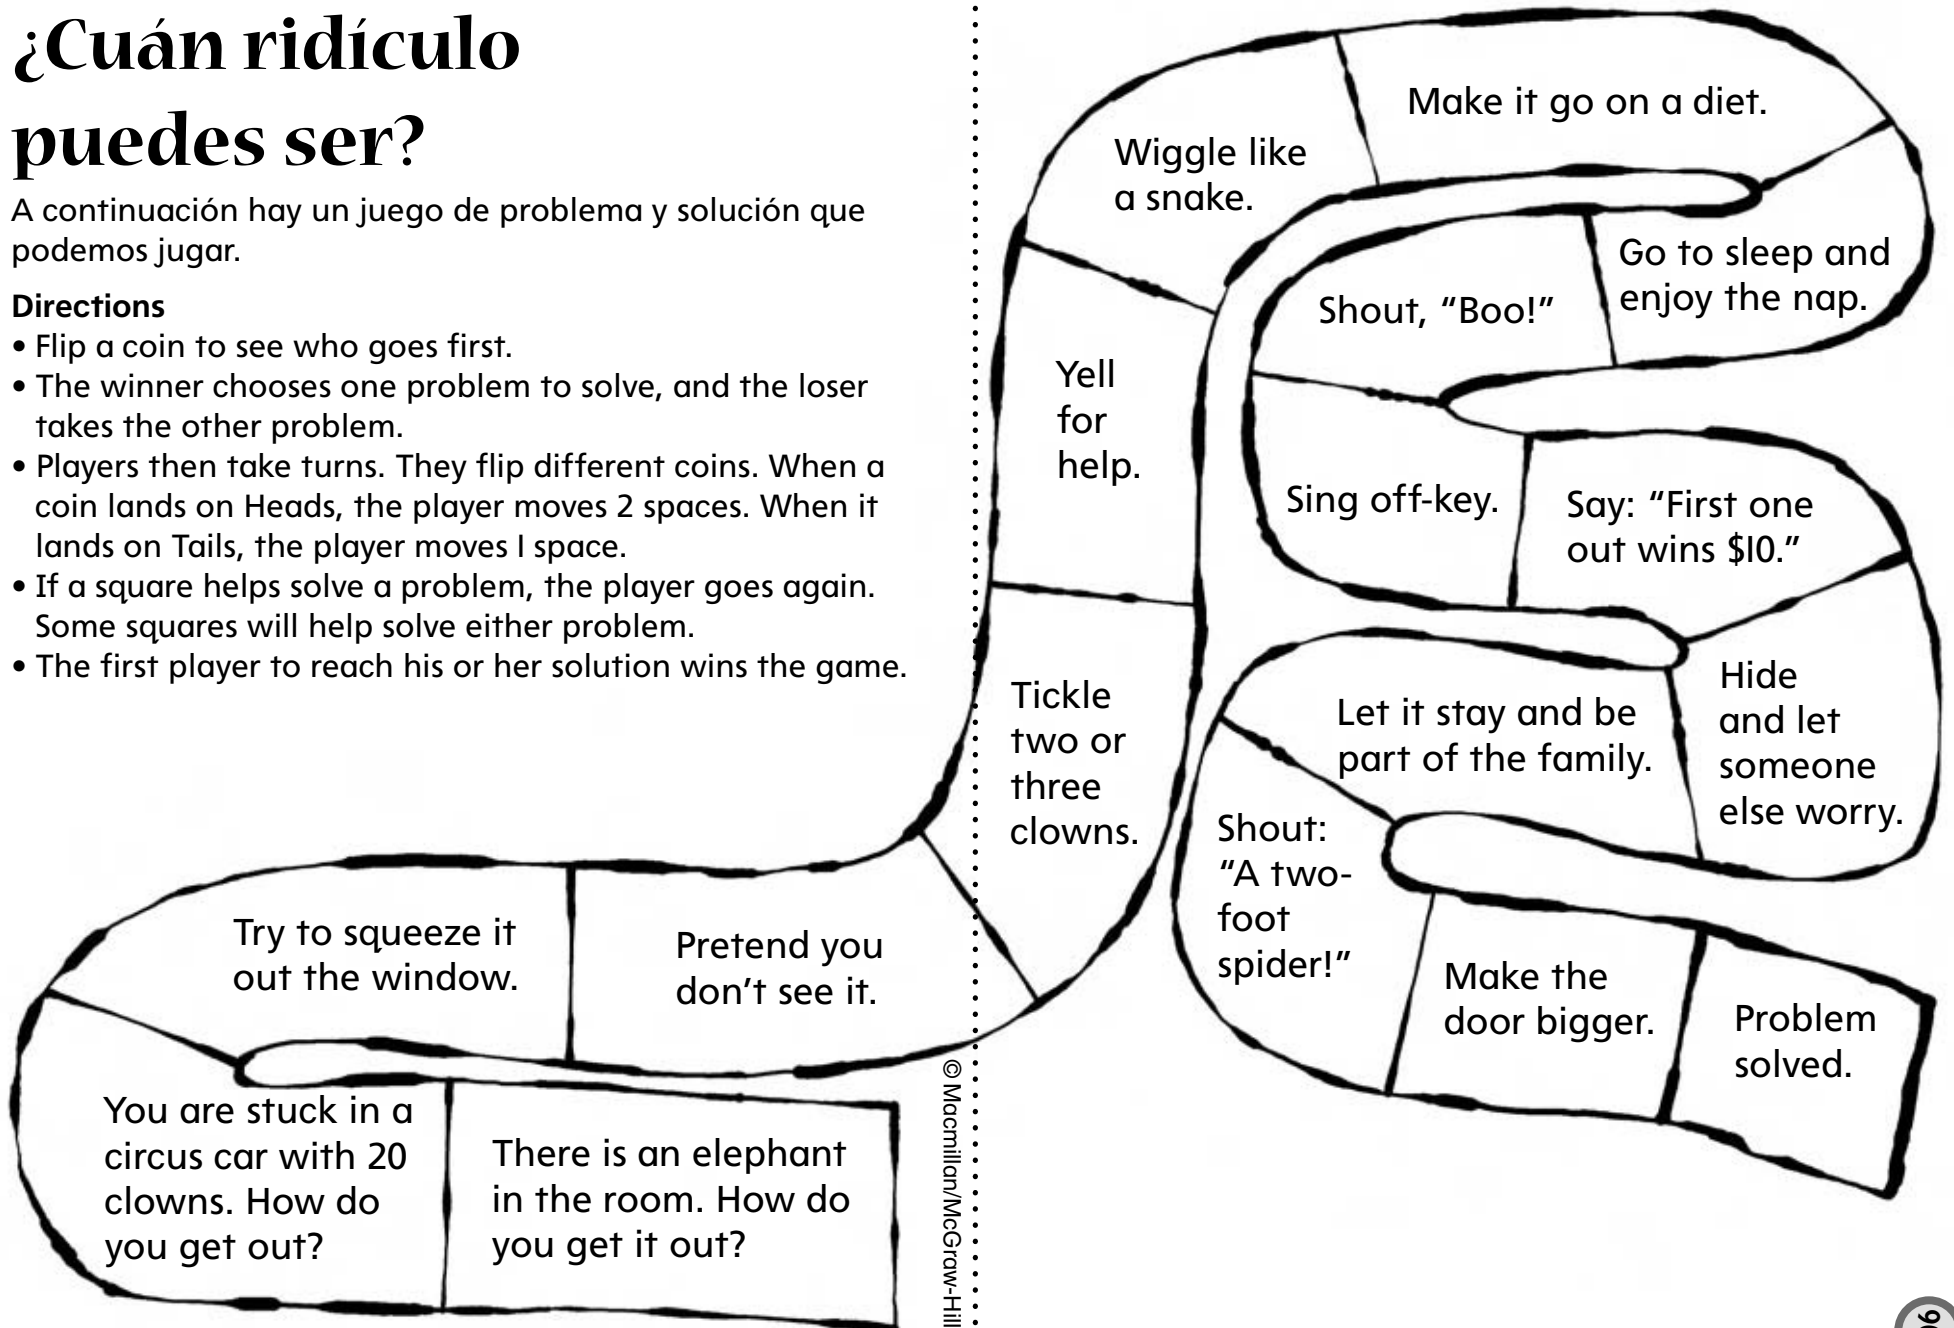 ¿Cuán ridículo
puedes ser?
A continuación hay un juego de problema y solución que
podemos jugar.
Directions
• Flip a coin to see who goes first.
• The winner chooses one problem to solve, and the loser
takes the other problem.
• Players then take turns. They flip different coins. When a
coin lands on Heads, the player moves 2 spaces. When it
lands on Tails, the player moves 1 space.
• If a square helps solve a problem, the player goes again.
Some squares will help solve either problem.
• The first player to reach his or her solution wins the game.
There is an elephant
in the room. How do
you get it out?
You are stuck in a
circus car with 20
clowns. How do
you get out?
Try to squeeze it
out the window.
Pretend you
don’t see it.
Tickle
two or
three
clowns.
Yell
for
help.
Wiggle like
a snake.
Make it go on a diet.
Go to sleep and
enjoy the nap.
Shout, “Boo!”
Sing off-key.
Say: “First one
out wins $10.”
Hide
and let
someone
else worry.
Let it stay and be
part of the family.
Shout:
“A two-
foot
spider!”
Make the
door bigger.
Problem
solved.
© Macmillan/McGraw-Hill